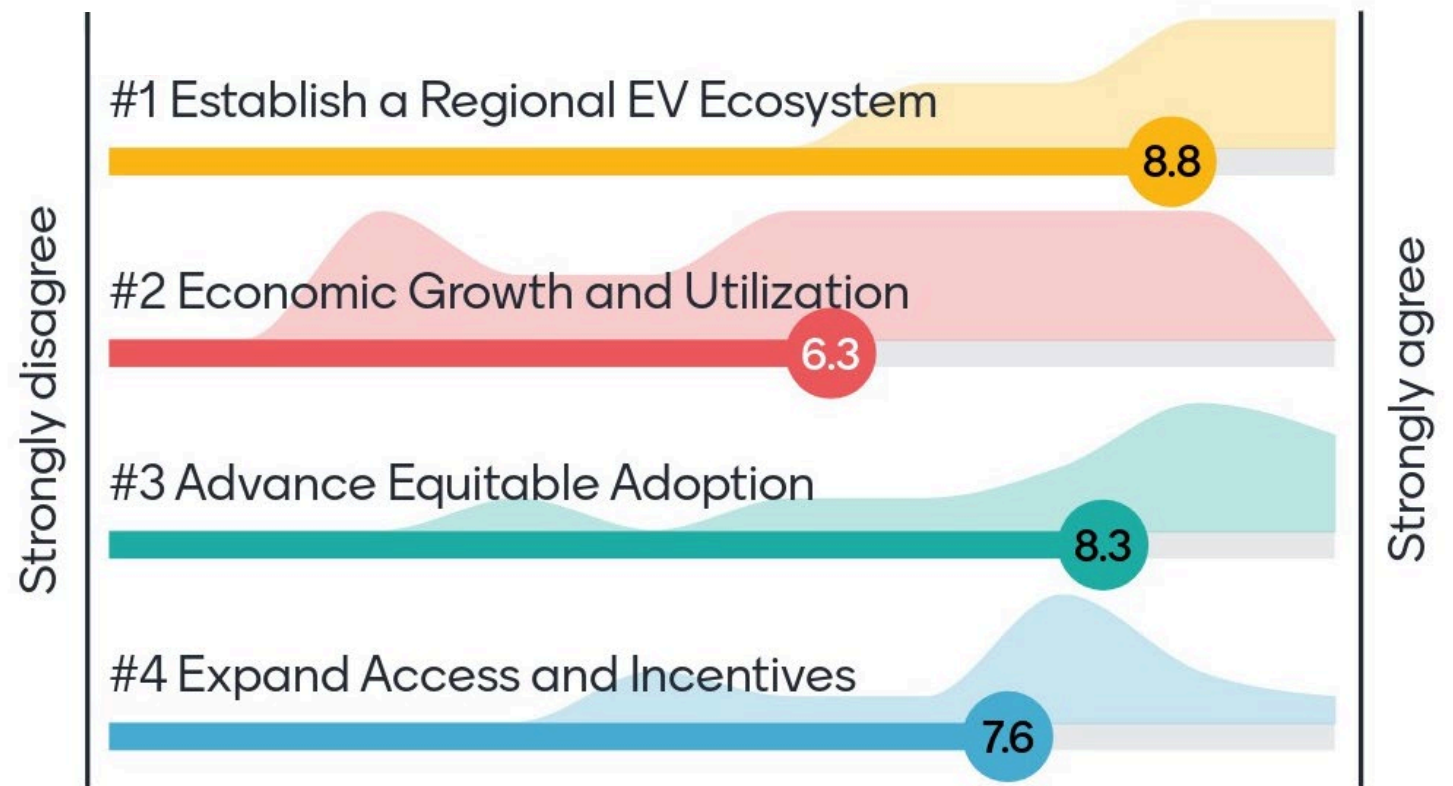 Strongly disagree
#1 Establish a Regional EV Ecosystem
8.8
#2 Economic Growth and Utilization
6.3
#3 Advance Equitable Adoption
8.3
#4 Expand Access and Incentives
7.6
Strongly agree